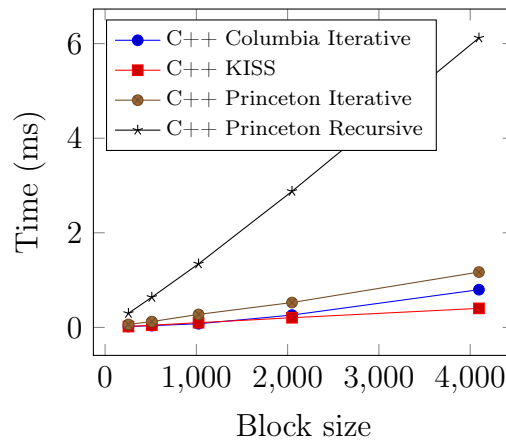 6
4
2
0
Time (ms)
C++ Columbia Iterative
C++ KISS
C++ Princeton Iterative
C++ Princeton Recursive
0 1,000 2,000 3,000 4,000
Block size